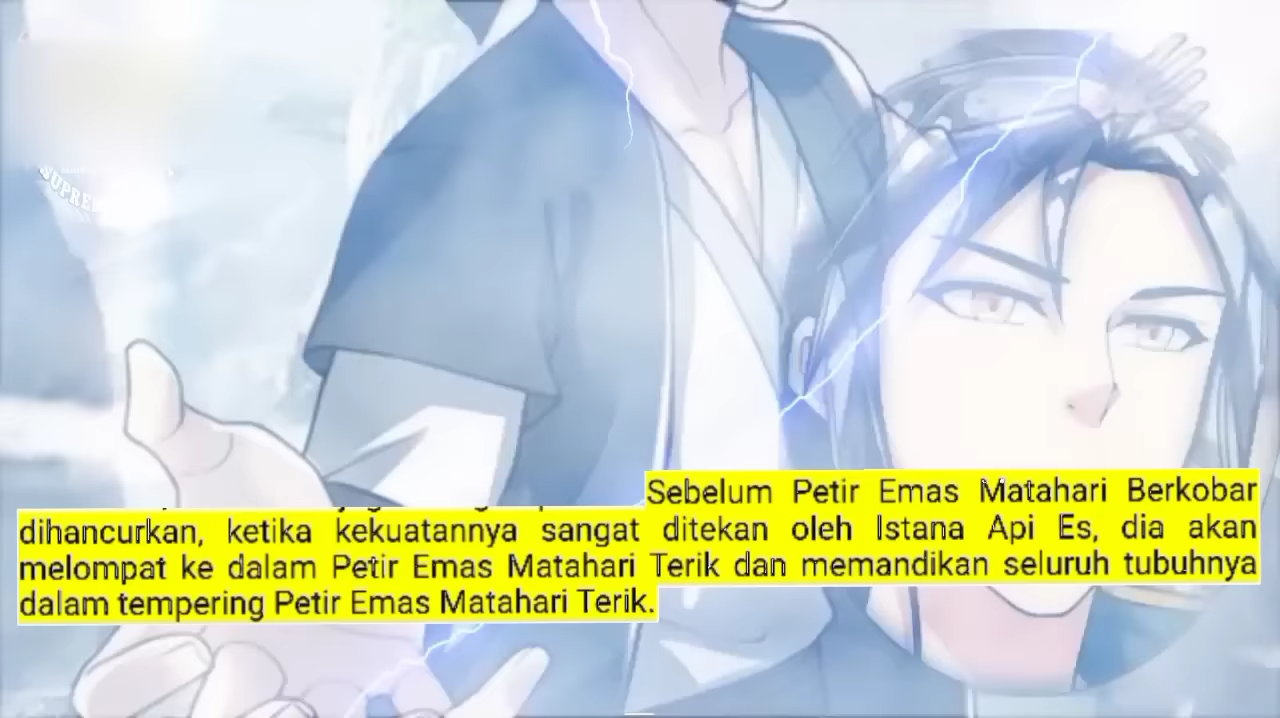 SUPRE
Sebelum Petir Emas Matahari Berkobar
dihancurkan, ketika kekuatannya sangat ditekan oleh Istana Api Es, dia akan
melompat ke dalam Petir Emas Matahari Terik dan memandikan seluruh tubuhnya
dalam tempering Petir Emas Matahari Terik.